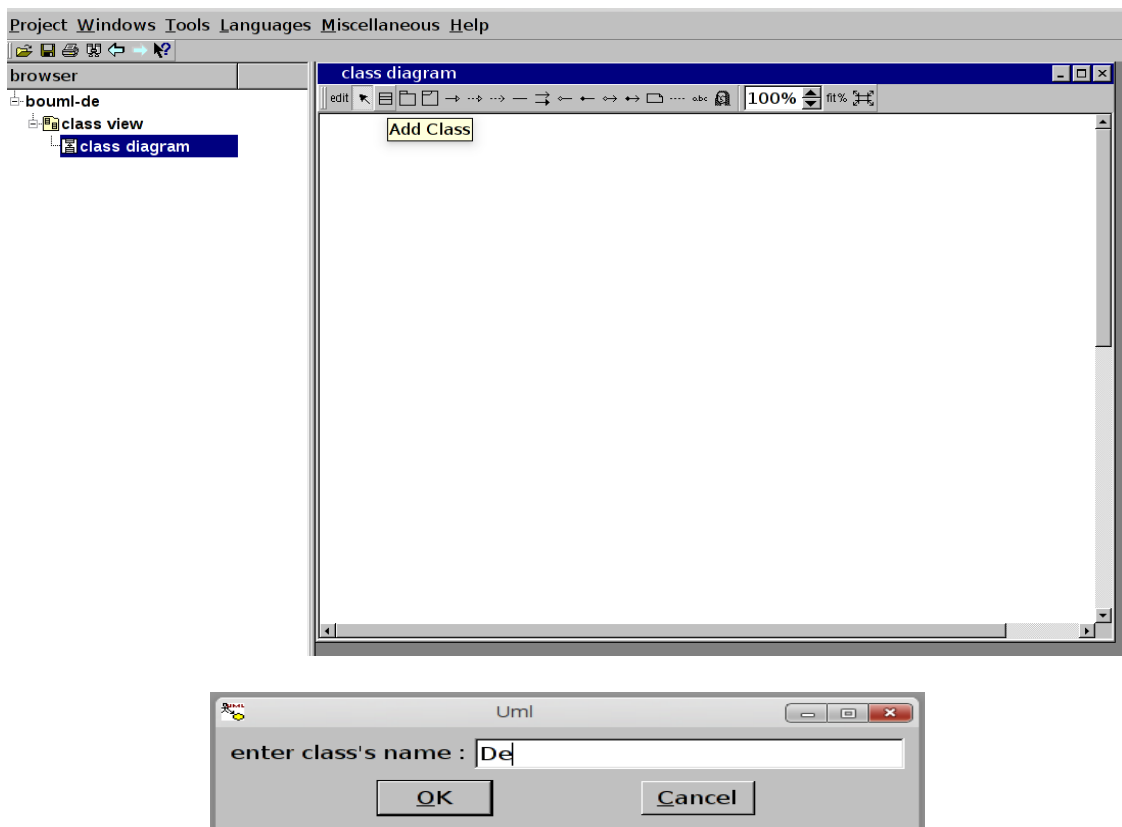 Project Windows Tools Languages Miscellaneous Help
browser
bouml-de
class view
class diagram
class diagram
edit abc 100% fit%
Add Class
Uml
enter class's name : De
OK Cancel